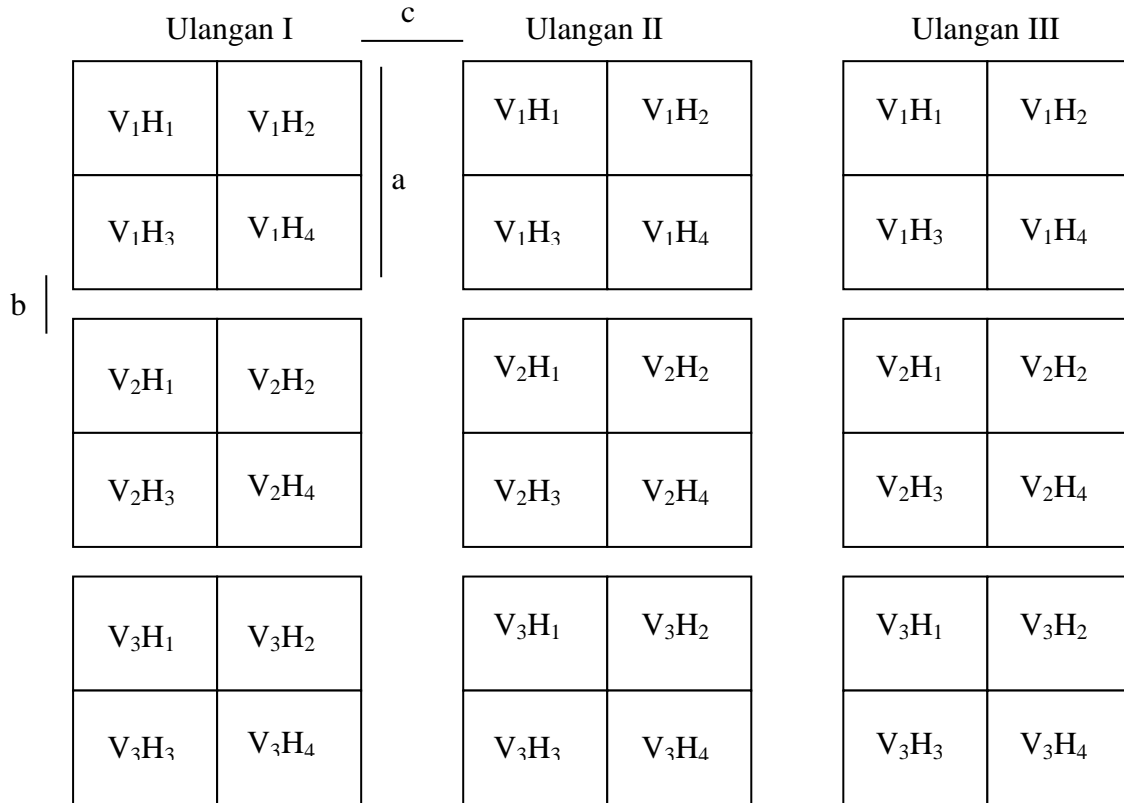 c
Ulangan I Ulangan II Ulangan III
V₁H₁ V₁H₂ V₁H₁ V₁H₂ V₁H₁ V₁H₂
a
V₁H₃ V₁H₄ V₁H₃ V₁H₄ V₁H₃ V₁H₄
b
V₂H₁ V₂H₂ V₂H₁ V₂H₂ V₂H₁ V₂H₂
V₂H₃ V₂H₄ V₂H₃ V₂H₄ V₂H₃ V₂H₄
V₃H₁ V₃H₂ V₃H₁ V₃H₂ V₃H₁ V₃H₂
V₃H₃ V₃H₄ V₃H₃ V₃H₄ V₃H₃ V₃H₄